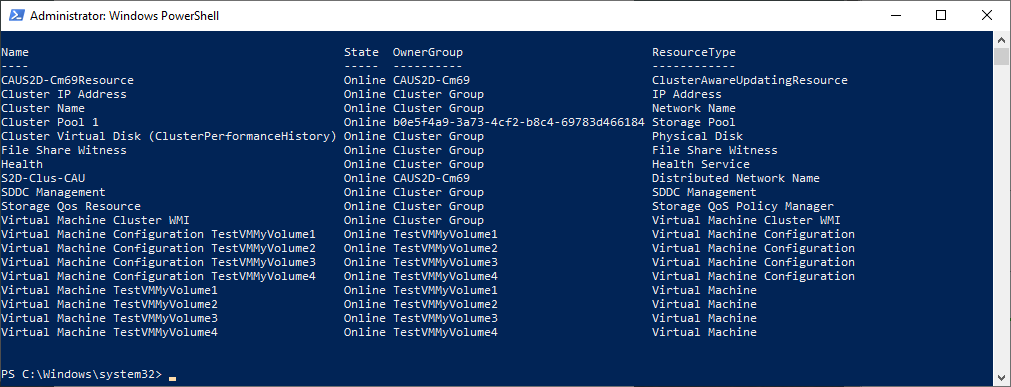 Administrator: Windows PowerShell
Name State OwnerGroup ResourceType
---- ----- ---------- ------------
CAUS2D-Cm69Resource Online CAUS2D-Cm69 ClusterAwareUpdatingResource
Cluster IP Address Online Cluster Group IP Address
Cluster Name Online Cluster Group Network Name
Cluster Pool 1 Online b0e5f4a9-3a73-4cf2-b8c4-69783d466184 Storage Pool
Cluster Virtual Disk (ClusterPerformanceHistory) Online Cluster Group Physical Disk
File Share Witness Online Cluster Group File Share Witness
Health Online Cluster Group Health Service
S2D-Clus-CAU Online CAUS2D-Cm69 Distributed Network Name
SDDC Management Online Cluster Group SDDC Management
Storage Qos Resource Online Cluster Group Storage QoS Policy Manager
Virtual Machine Cluster WMI Online Cluster Group Virtual Machine Cluster WMI
Virtual Machine Configuration TestVMMyVolume1 Online TestVMMyVolume1 Virtual Machine Configuration
Virtual Machine Configuration TestVMMyVolume2 Online TestVMMyVolume2 Virtual Machine Configuration
Virtual Machine Configuration TestVMMyVolume3 Online TestVMMyVolume3 Virtual Machine Configuration
Virtual Machine Configuration TestVMMyVolume4 Online TestVMMyVolume4 Virtual Machine Configuration
Virtual Machine TestVMMyVolume1 Online TestVMMyVolume1 Virtual Machine
Virtual Machine TestVMMyVolume2 Online TestVMMyVolume2 Virtual Machine
Virtual Machine TestVMMyVolume3 Online TestVMMyVolume3 Virtual Machine
Virtual Machine TestVMMyVolume4 Online TestVMMyVolume4 Virtual Machine
PS C:\Windows\system32> _